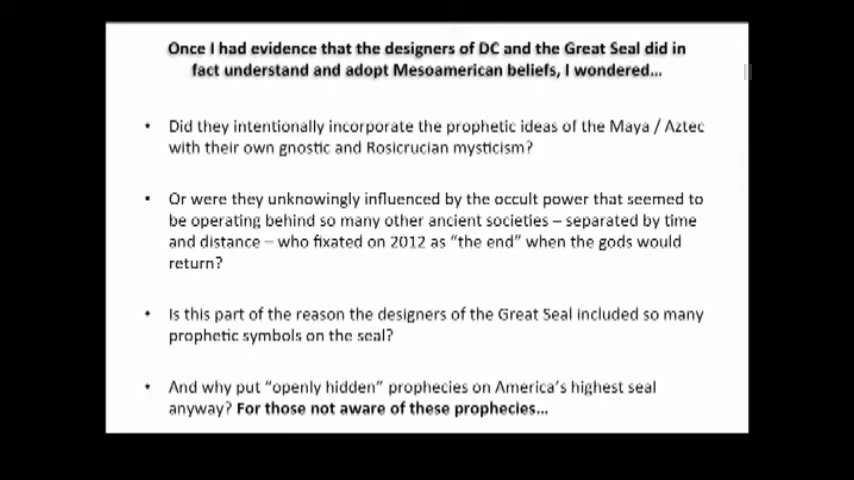 Once I had evidence that the designers of DC and the Great Seal did in
fact understand and adopt Mesoamerican beliefs, I wondered...
• Did they intentionally incorporate the prophetic ideas of the Maya / Aztec
with their own gnostic and Rosicrucian mysticism?
• Or were they unknowingly influenced by the occult power that seemed to
be operating behind so many other ancient societies – separated by time
and distance – who fixated on 2012 as “the end” when the gods would
return?
• Is this part of the reason the designers of the Great Seal included so many
prophetic symbols on the seal?
• And why put “openly hidden” prophecies on America’s highest seal
anyway? For those not aware of these prophecies...